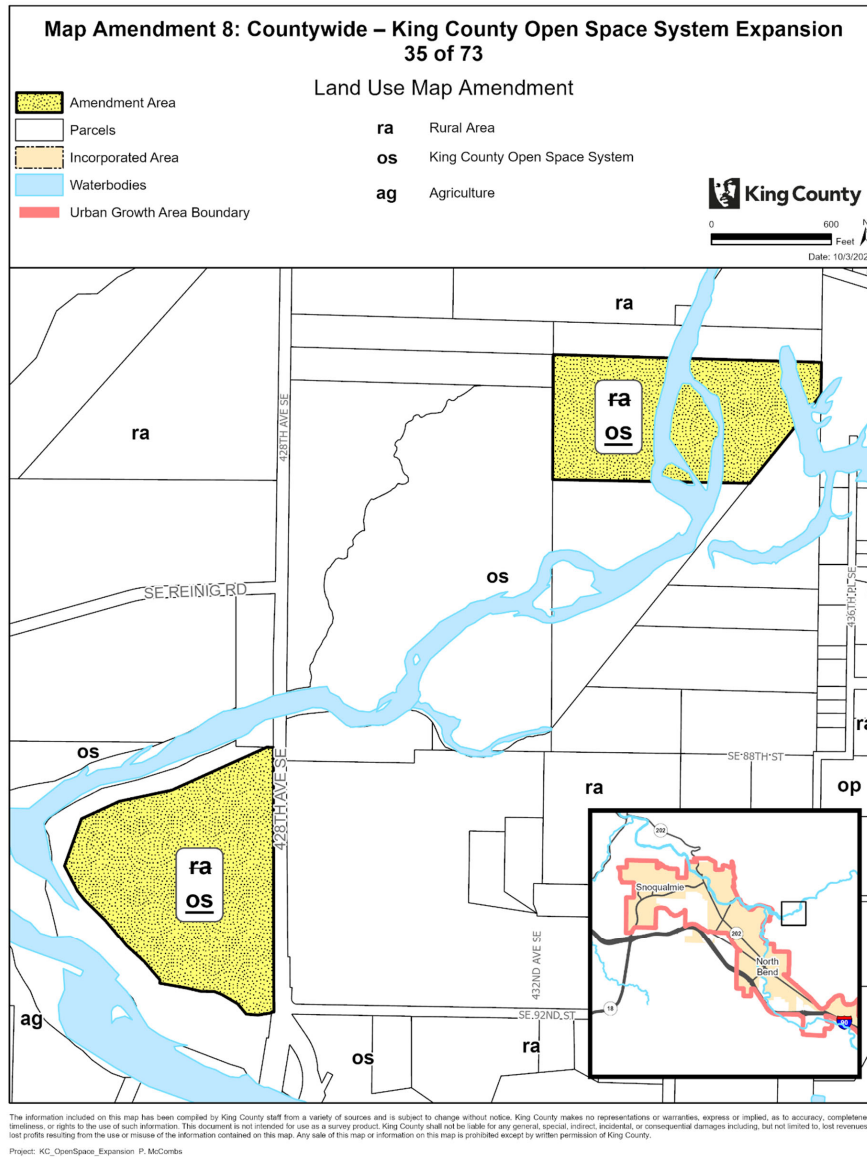 Map Amendment 8: Countywide – King County Open Space System Expansion
35 of 73
Land Use Map Amendment
Amendment Area
Parcels
Incorporated Area
Waterbodies
Urban Growth Area Boundary
ra Rural Area
os King County Open Space System
ag Agriculture
King County
0 600
Feet
N
Date: 10/3/202
ra
ra
ra
os
428TH AVE SE
os
SE REINIG RD
436TH PL SE
os
ra
SE 88TH ST
ra
op
428TH AVE SE
ra
os
432ND AVE SE
SE 92ND ST
ag
os
ra
202
Snoqualmie
202
North
Bend
18
90
The information included on this map has been compiled by King County staff from a variety of sources and is subject to change without notice. King County makes no representations or warranties, express or implied, as to accuracy, completene
timeliness, or rights to the use of such information. This document is not intended for use as a survey product. King County shall not be liable for any general, special, indirect, incidental, or consequential damages including, but not limited to, lost revenues
lost profits resulting from the use or misuse of the information contained on this map. Any sale of this map or information on this map is prohibited except by written permission of King County.
Project: KC_OpenSpace_Expansion P. McCombs